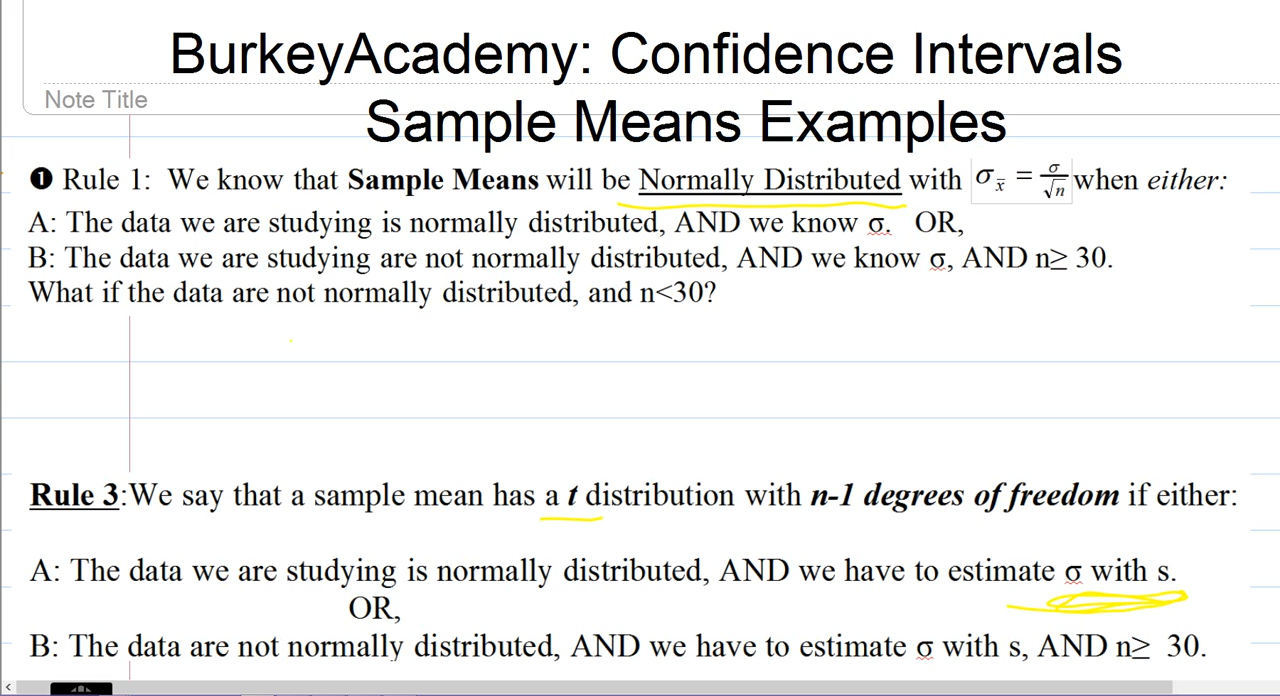 BurkeyAcademy: Confidence Intervals
Note Title
Sample Means Examples
❶ Rule 1: We know that Sample Means will be Normally Distributed with σx̄ = σ/√n when either:
A: The data we are studying is normally distributed, AND we know σ. OR,
B: The data we are studying are not normally distributed, AND we know σ, AND n≥ 30.
What if the data are not normally distributed, and n<30?
Rule 3:We say that a sample mean has a t distribution with n-1 degrees of freedom if either:
A: The data we are studying is normally distributed, AND we have to estimate σ with s.
OR,
B: The data are not normally distributed, AND we have to estimate σ with s, AND n≥ 30.